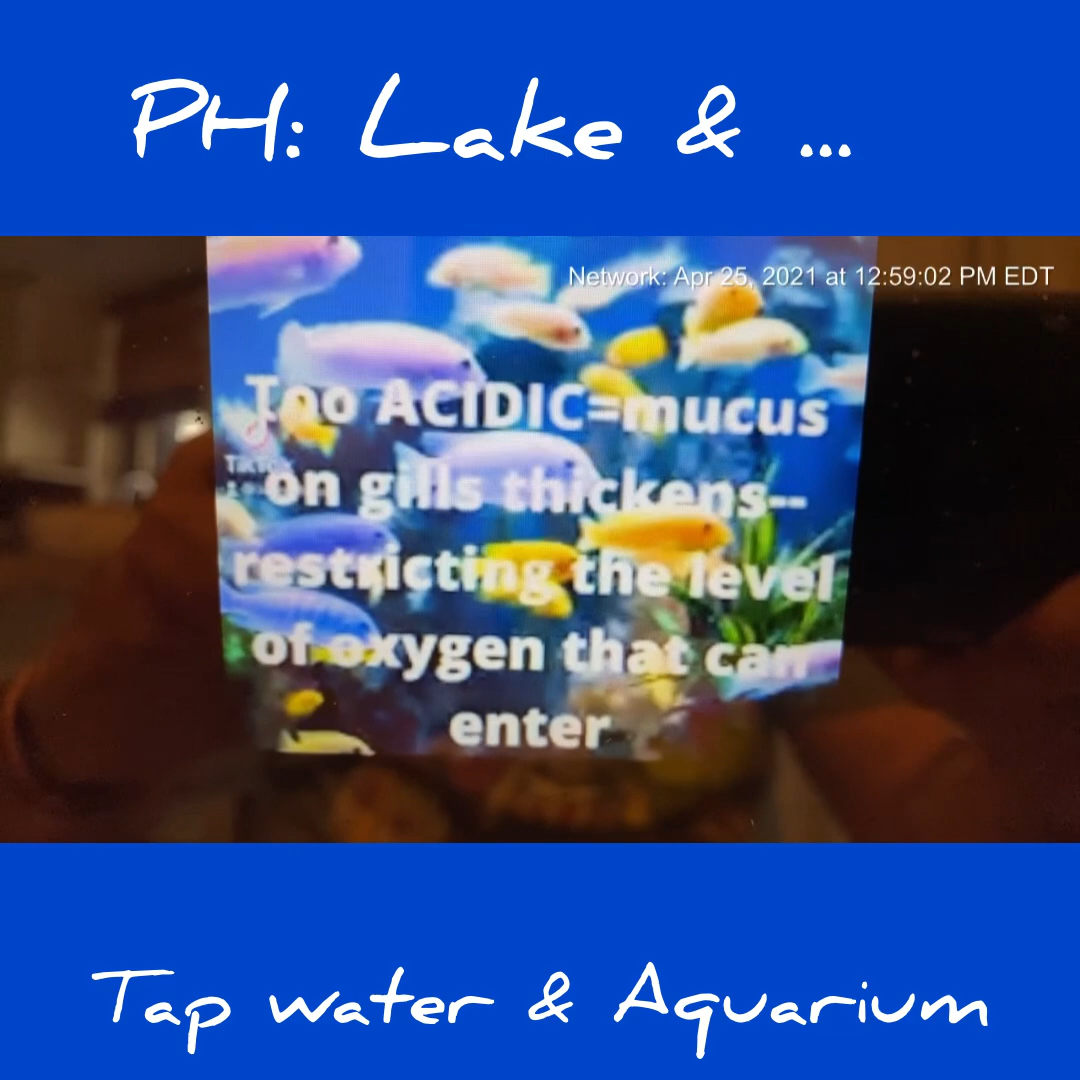 PH: Lake & ...
Network: Apr 25, 2021 at 12:59:02 PM EDT
Too ACIDIC=mucus
TikTok
on gills thickens--
restricting the level
of oxygen that can
enter
Tap water & Aquarium